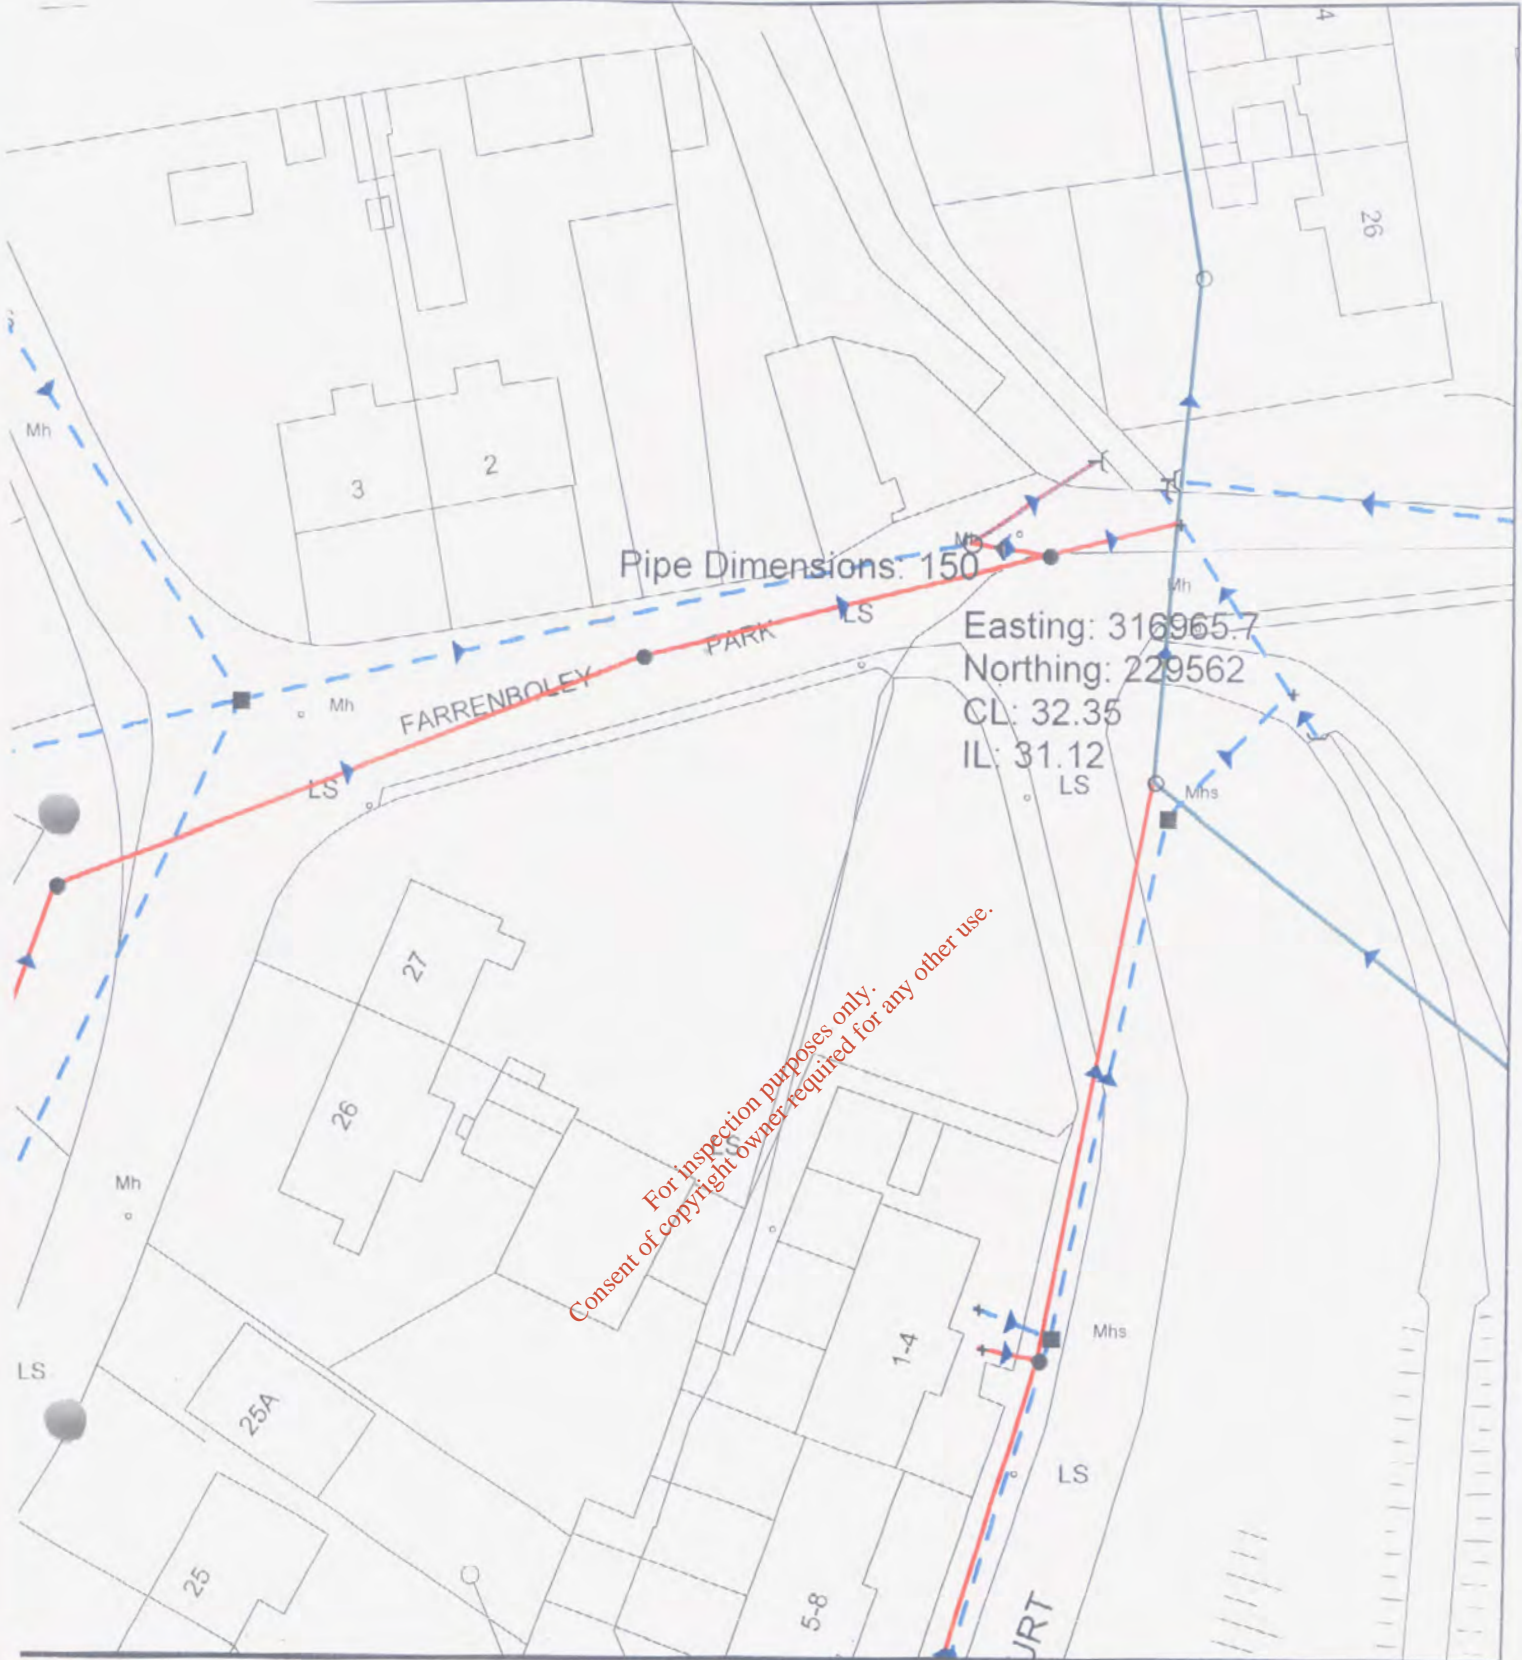 4
26
Mh
3
2
Mh
Pipe Dimensions: 150
Mh
LS
PARK
Easting: 316965.7
Northing: 229562
CL: 32.35
IL: 31.12
FARRENBOLEY
Mh
LS
LS
Mhs
27
26
For inspection purposes only.
Consent of copyright owner required for any other use.
LS
Mh
Mhs
1-4
LS
25A
LS
25
5-8
URT